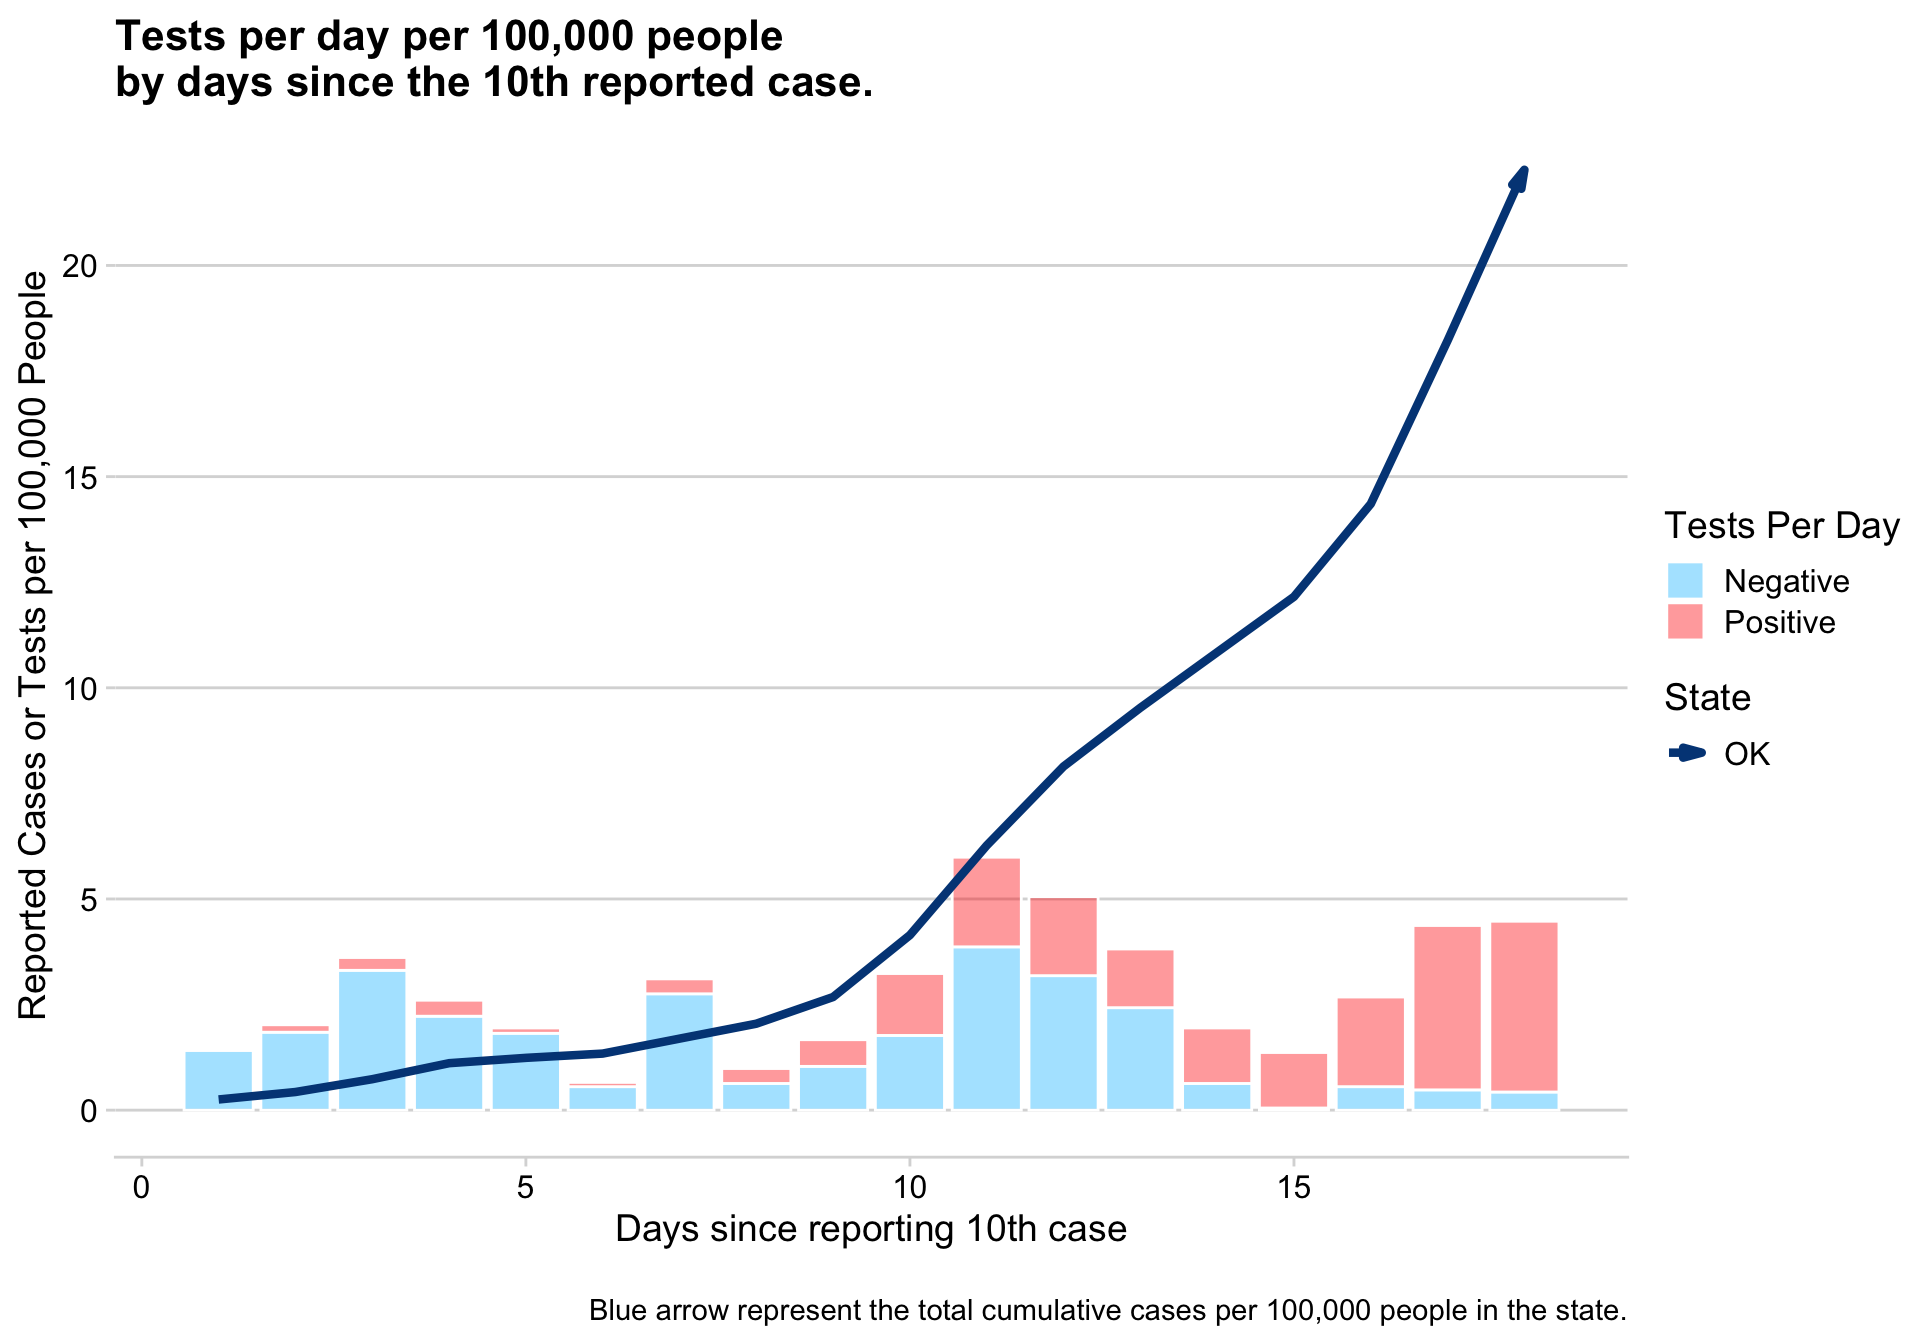 Tests per day per 100,000 people
by days since the 10th reported case.
Reported Cases or Tests per 100,000 People
20
15
10
5
0
0
5
10
15
Days since reporting 10th case
Tests Per Day
Negative
Positive
State
OK
Blue arrow represent the total cumulative cases per 100,000 people in the state.